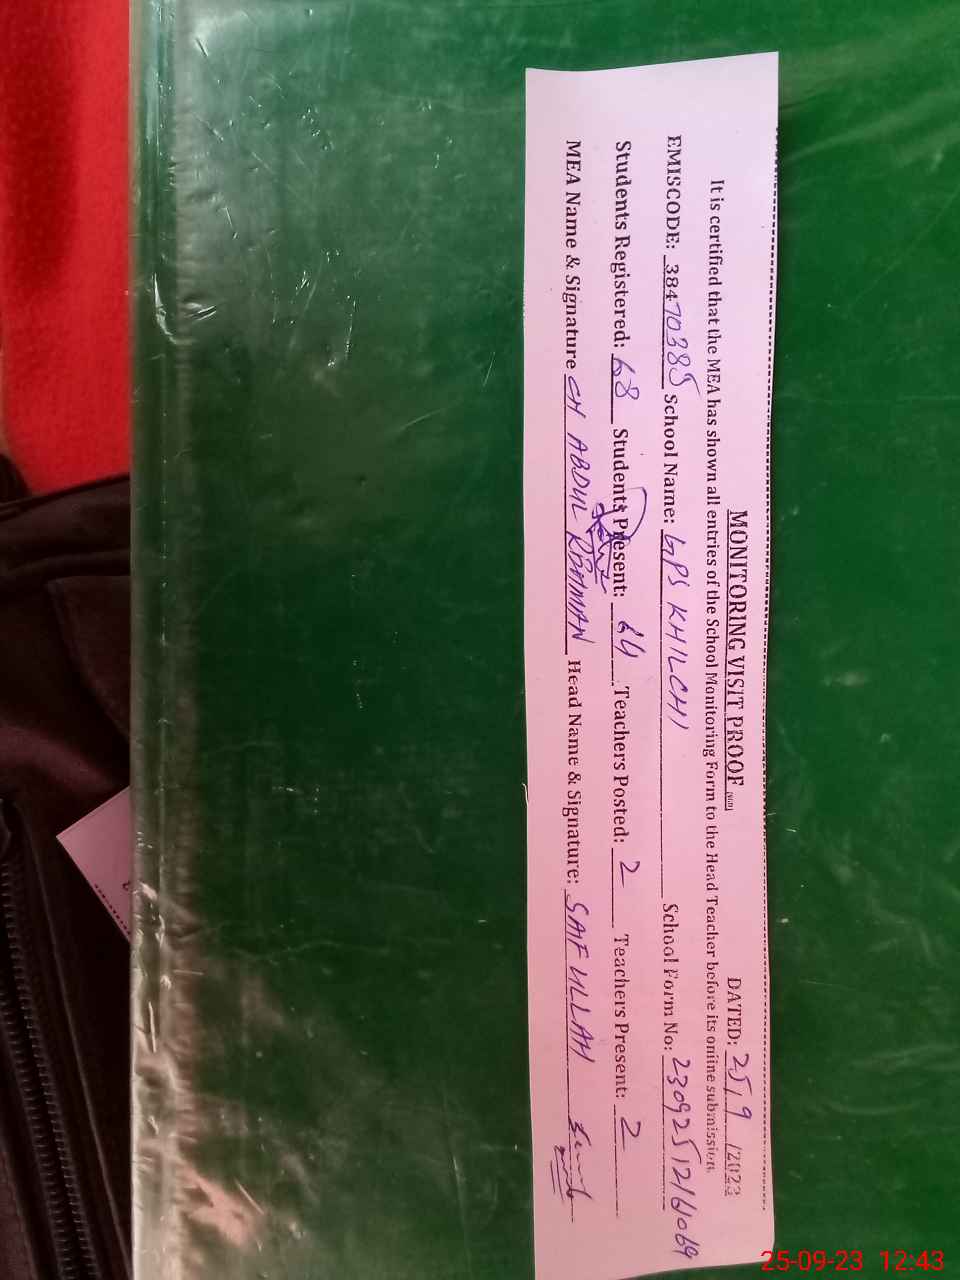 MONITORING VISIT PROOF DATED: 25/9/2023
It is certified that the MEA has shown all entries of the School Monitoring Form to the Head Teacher before its online submission.
EMISCODE: 38470385 School Name: GPS KHILCHI School Form No:
Students Registered: 68 Students Present: 64 Teachers Posted: 2 Teachers Present: 2
MEA Name & Signature CH ABDUL REHMAN Head Name & Signature: SAIF ULLAH
25-09-23 12:43